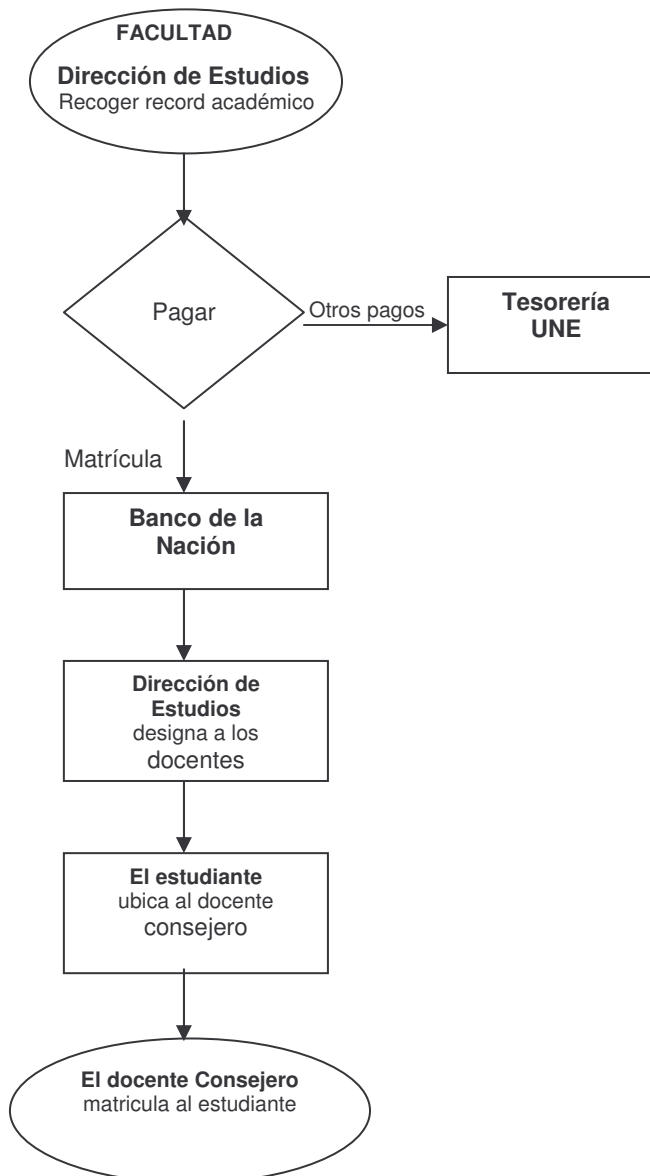 FACULTAD
Dirección de Estudios
Recoger record académico
Pagar
Otros pagos
Tesorería
UNE
Matrícula
Banco de la
Nación
Dirección de
Estudios
designa a los
docentes
El estudiante
ubica al docente
consejero
El docente Consejero
matricula al estudiante